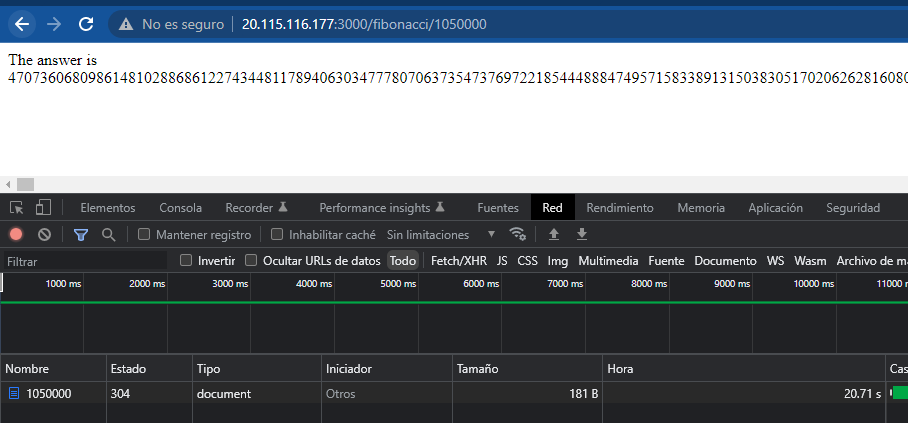 No es seguro | 20.115.116.177:3000/fibonacci/1050000
The answer is
4707360680986148102886861227434481178940630347778070637354737697221854448884749571583389131503830517020626281608
Elementos Consola Recorder Performance insights Fuentes Red Rendimiento Memoria Aplicación Seguridad
Mantener registro Inhabilitar caché Sin limitaciones
Filtrar Invertir Ocultar URLs de datos Todo Fetch/XHR JS CSS Img Multimedia Fuente Documento WS Wasm Archivo de ma
1000 ms 2000 ms 3000 ms 4000 ms 5000 ms 6000 ms 7000 ms 8000 ms 9000 ms 10000 ms 11000
Nombre Estado Tipo Iniciador Tamaño Hora Cas
1050000 304 document Otros 181 B 20.71 s